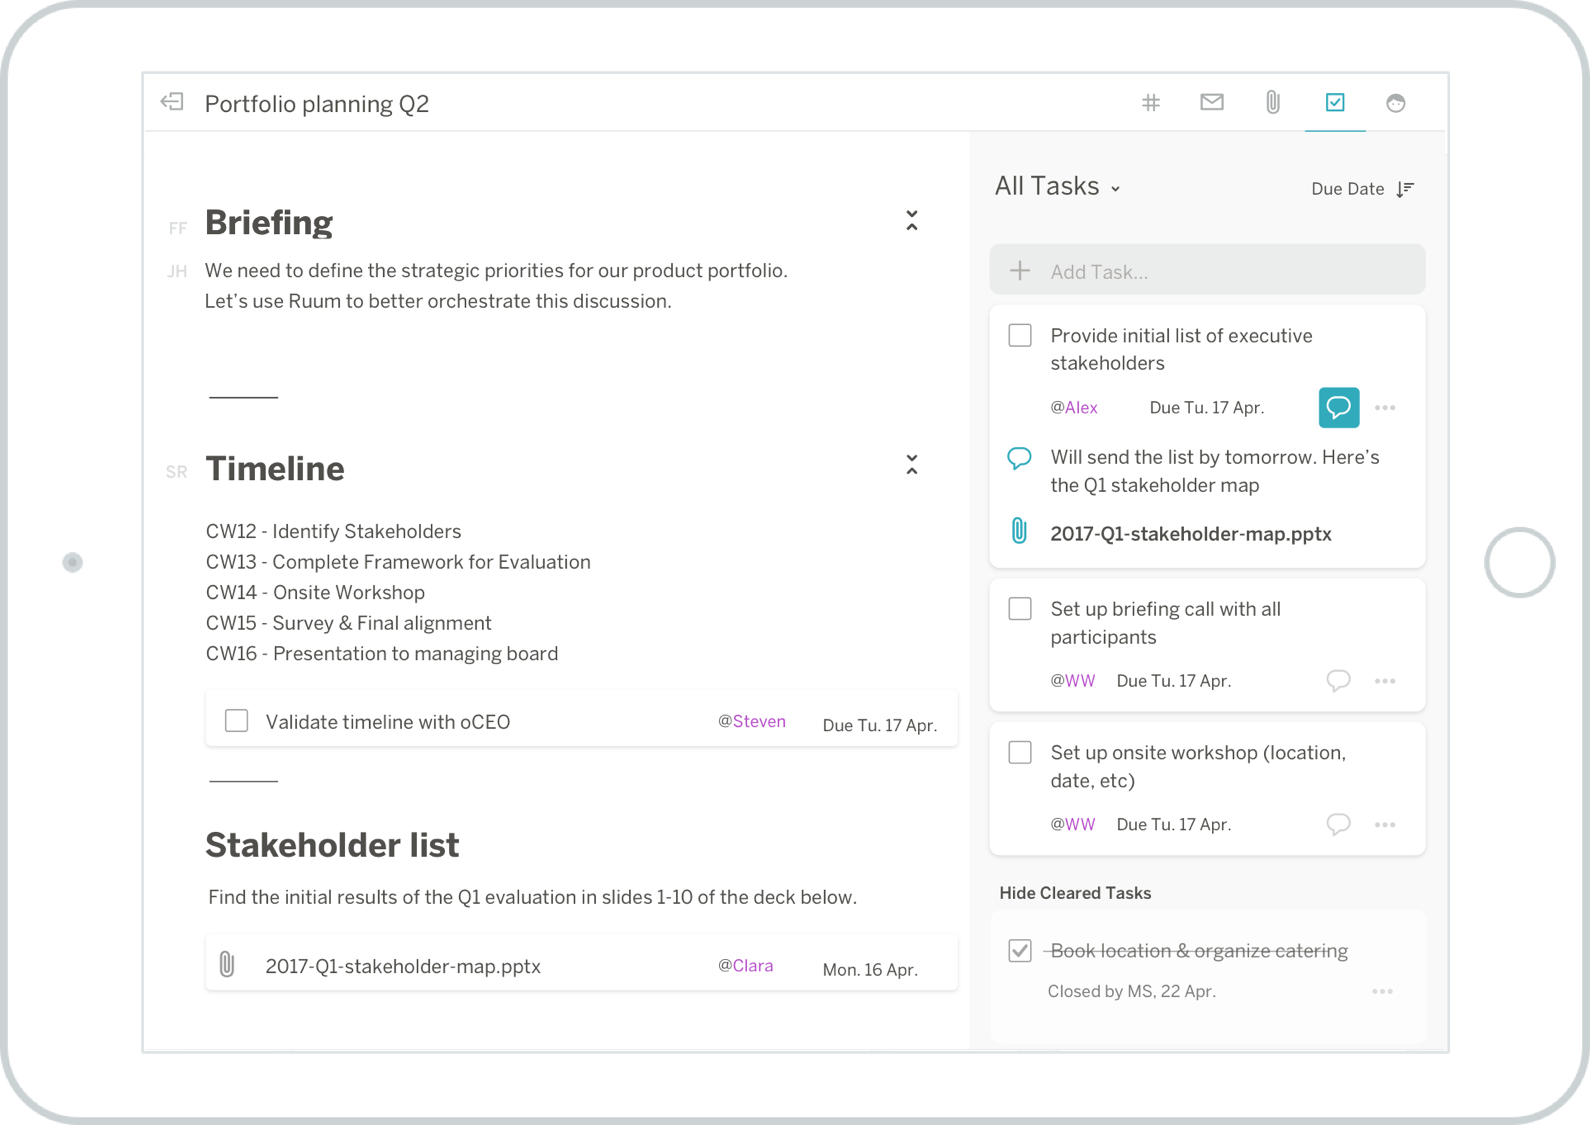 Portfolio planning Q2
FF Briefing
JH We need to define the strategic priorities for our product portfolio.
Let’s use Ruum to better orchestrate this discussion.
SR Timeline
CW12 - Identify Stakeholders
CW13 - Complete Framework for Evaluation
CW14 - Onsite Workshop
CW15 - Survey & Final alignment
CW16 - Presentation to managing board
Validate timeline with oCEO @Steven Due Tu. 17 Apr.
Stakeholder list
Find the initial results of the Q1 evaluation in slides 1-10 of the deck below.
2017-Q1-stakeholder-map.pptx @Clara Mon. 16 Apr.
All Tasks Due Date
Add Task...
Provide initial list of executive
stakeholders
@Alex Due Tu. 17 Apr.
Will send the list by tomorrow. Here’s
the Q1 stakeholder map
2017-Q1-stakeholder-map.pptx
Set up briefing call with all
participants
@WW Due Tu. 17 Apr.
Set up onsite workshop (location,
date, etc)
@WW Due Tu. 17 Apr.
Hide Cleared Tasks
Book location & organize catering
Closed by MS, 22 Apr.